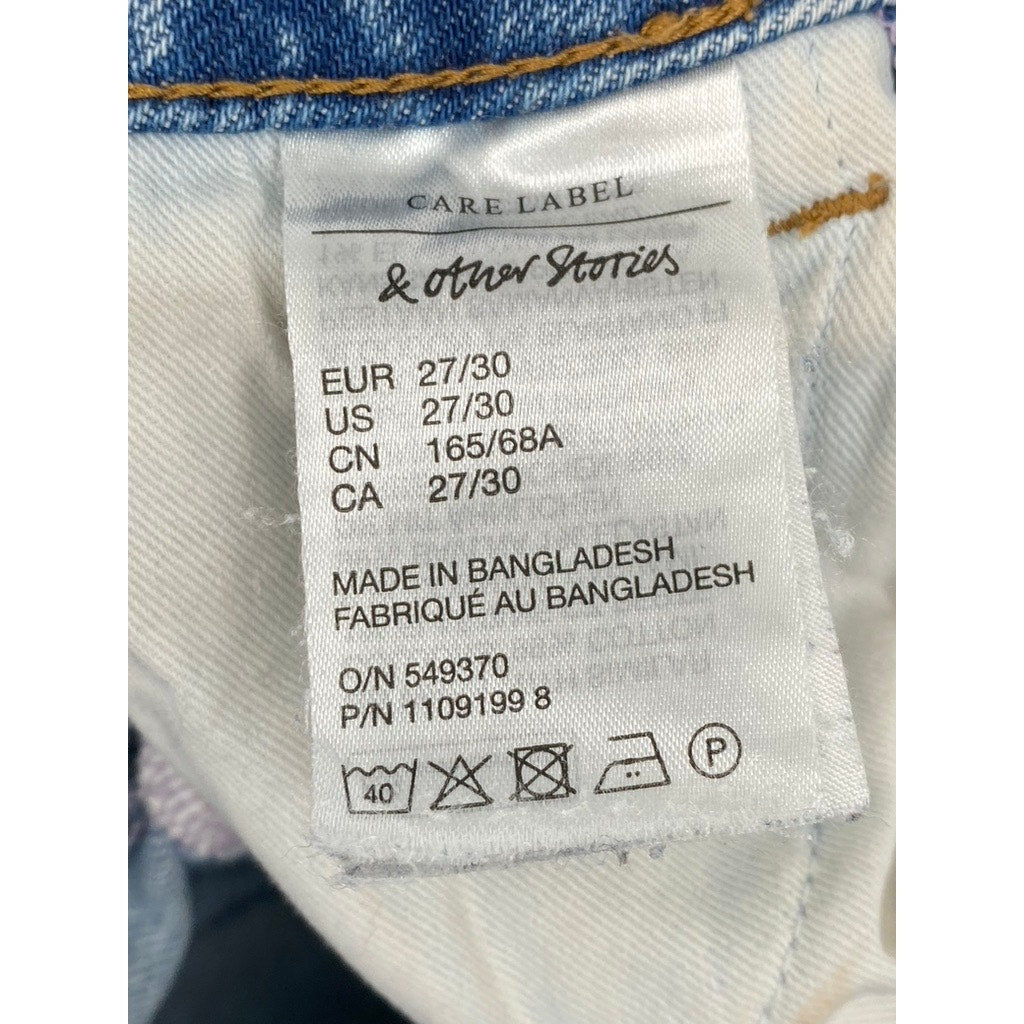 CARE LABEL
& other Stories
EUR 27/30
US 27/30
CN 165/68A
CA 27/30
MADE IN BANGLADESH
FABRIQUÉ AU BANGLADESH
O/N 549370
P/N 1109199 8
40 P